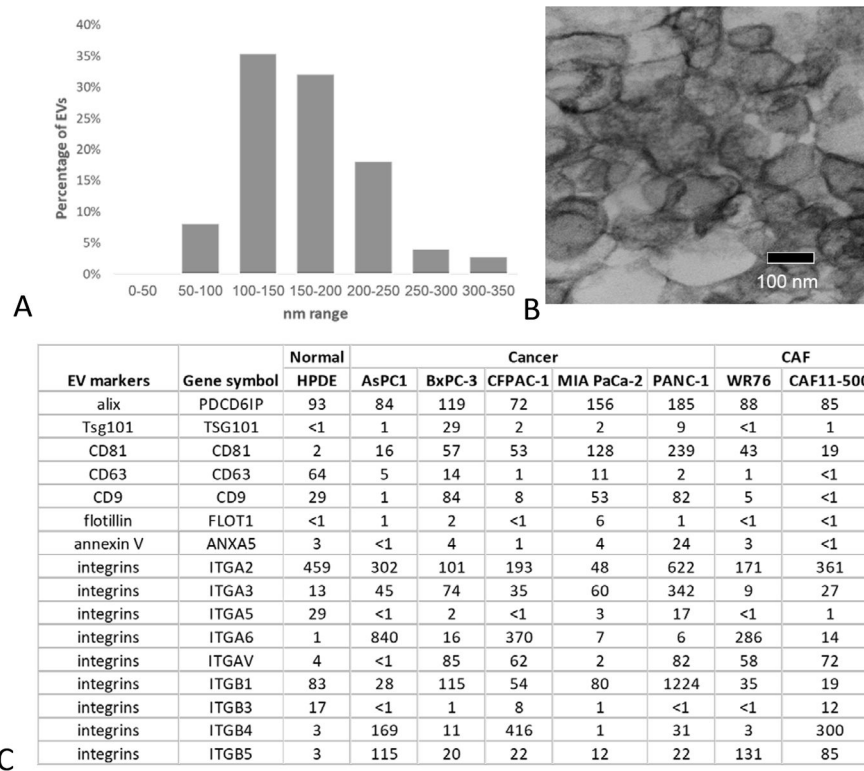 40%
35%
30%
25%
20%
15%
10%
5%
0%
Percentage of EVs
0-50 50-100 100-150 150-200 200-250 250-300 300-350
nm range
A
100 nm
B
Normal Cancer CAF
EV markers Gene symbol HPDE AsPC1 BxPC-3 CFPAC-1 MIA PaCa-2 PANC-1 WR76 CAF11-500
alix PDCD6IP 93 84 119 72 156 185 88 85
Tsg101 TSG101 <1 1 29 2 2 9 <1 1
CD81 CD81 2 16 57 53 128 239 43 19
CD63 CD63 64 5 14 1 11 2 1 <1
CD9 CD9 29 1 84 8 53 82 5 <1
flotillin FLOT1 <1 1 2 <1 6 1 <1 <1
annexin V ANXA5 3 <1 4 1 4 24 3 <1
integrins ITGA2 459 302 101 193 48 622 171 361
integrins ITGA3 13 45 74 35 60 342 9 27
integrins ITGA5 29 <1 2 <1 3 17 <1 1
integrins ITGA6 1 840 16 370 7 6 286 14
integrins ITGAV 4 <1 85 62 2 82 58 72
integrins ITGB1 83 28 115 54 80 1224 35 19
integrins ITGB3 17 <1 1 8 1 <1 <1 12
integrins ITGB4 3 169 11 416 1 31 3 300
integrins ITGB5 3 115 20 22 12 22 131 85
C